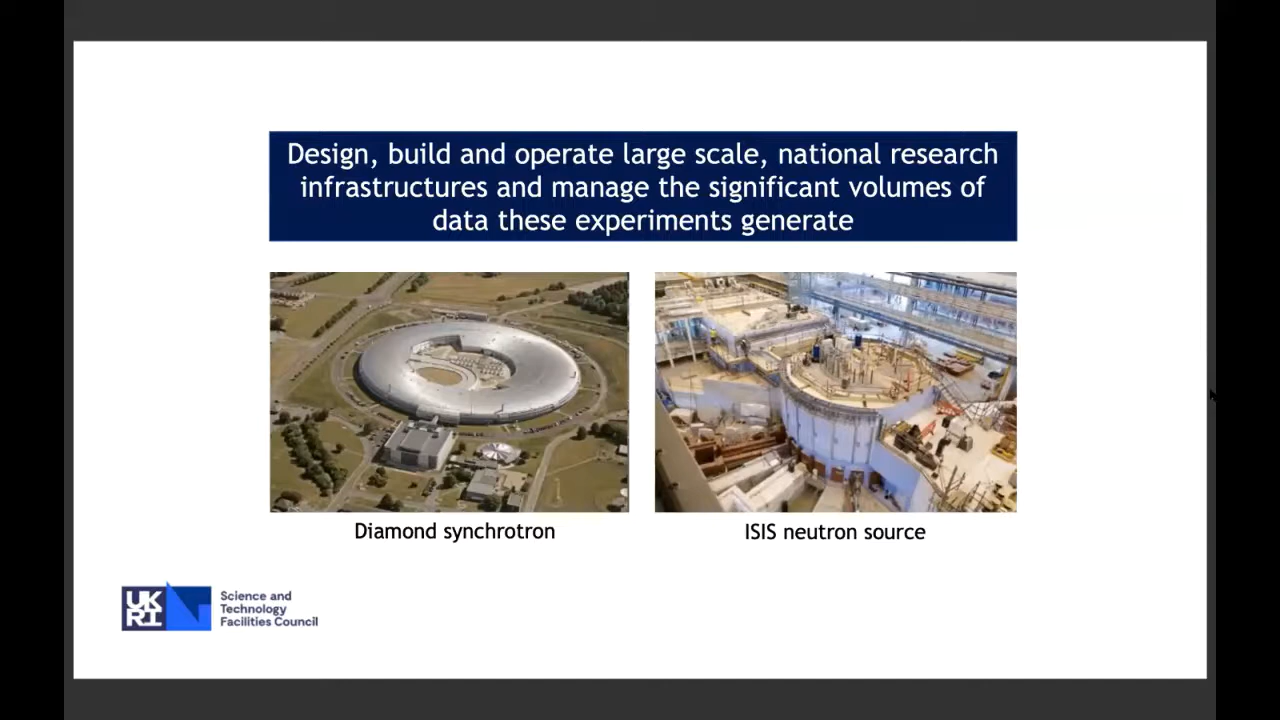 Design, build and operate large scale, national research
infrastructures and manage the significant volumes of
data these experiments generate
Diamond synchrotron
ISIS neutron source
UK
RI
Science and
Technology
Facilities Council